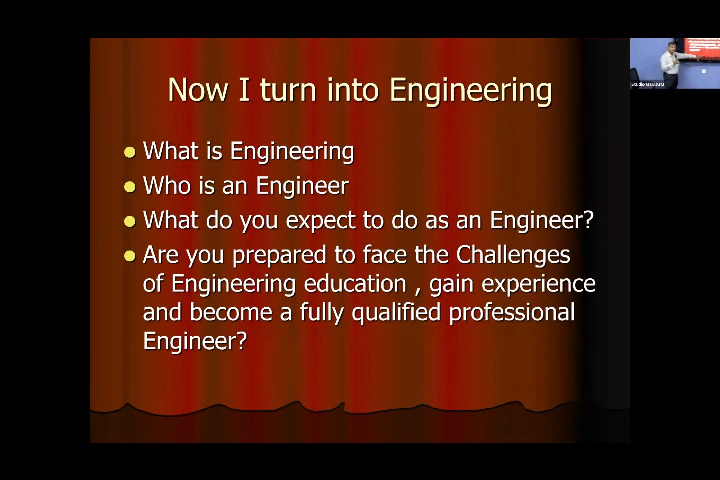 Now I turn into Engineering
What is Engineering
Who is an Engineer
What do you expect to do as an Engineer?
Are you prepared to face the Challenges
of Engineering education , gain experience
and become a fully qualified professional
Engineer?